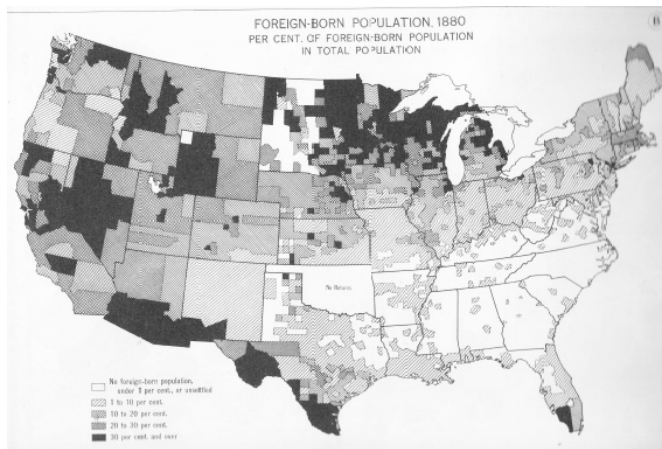 FOREIGN-BORN POPULATION, 1880
PER CENT. OF FOREIGN-BORN POPULATION
IN TOTAL POPULATION
B
No Returns
No foreign-born population,
under 1 per cent., or unsettled
1 to 10 per cent.
10 to 20 per cent.
20 to 30 per cent.
30 per cent. and over